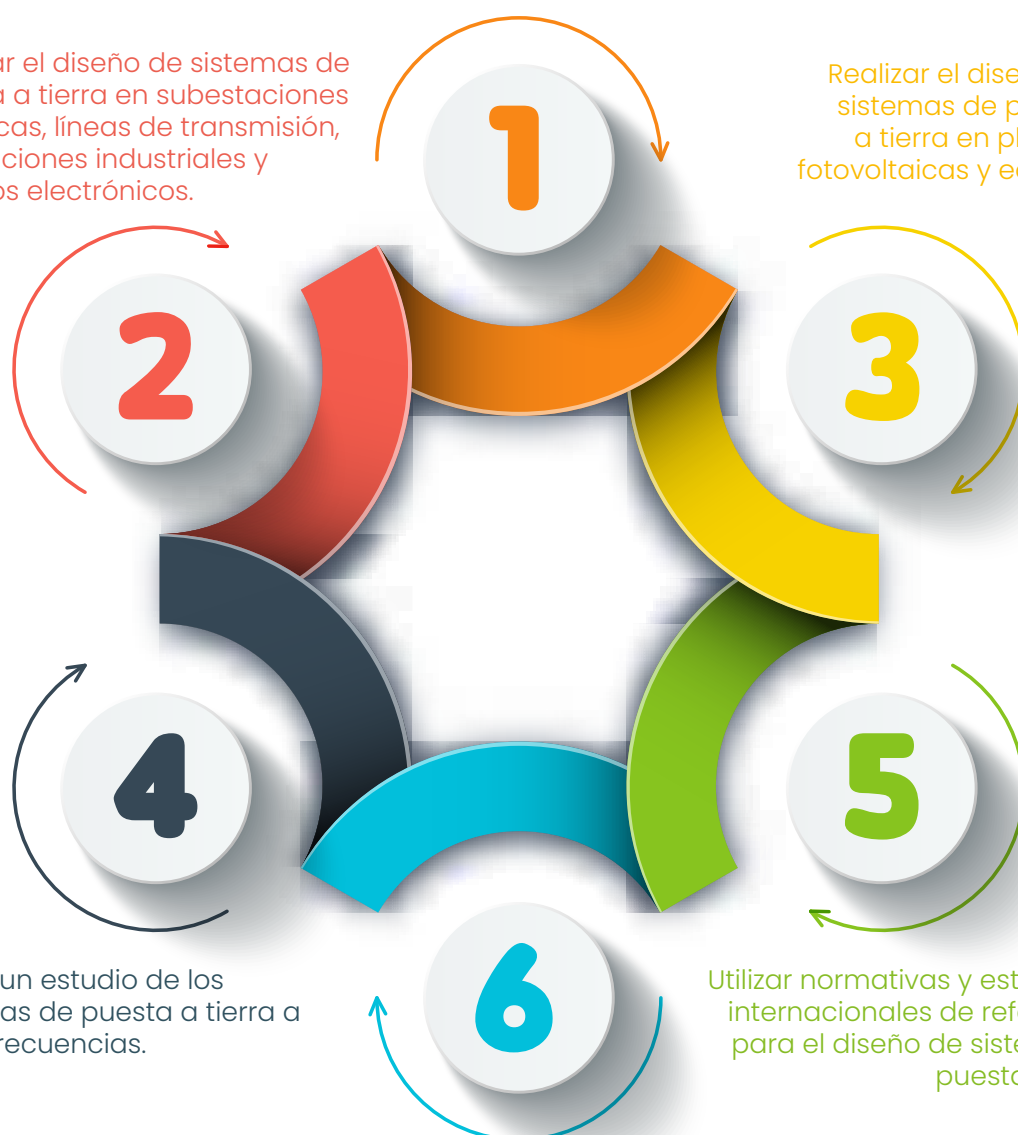 1
ar el diseño de sistemas de
a a tierra en subestaciones
cas, líneas de transmisión,
ciones industriales y
os electrónicos.
2
Realizar el dise
sistemas de p
a tierra en pl
fotovoltaicas y e
3
4
un estudio de los
as de puesta a tierra a
recuencias.
5
Utilizar normativas y est
internacionales de ref
para el diseño de siste
puesta
6